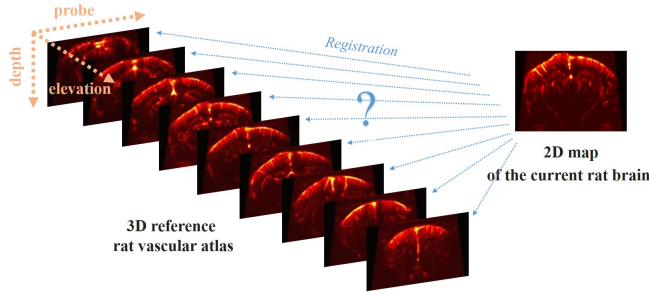 probe
depth
elevation
Registration
?
2D map
of the current rat brain
3D reference
rat vascular atlas